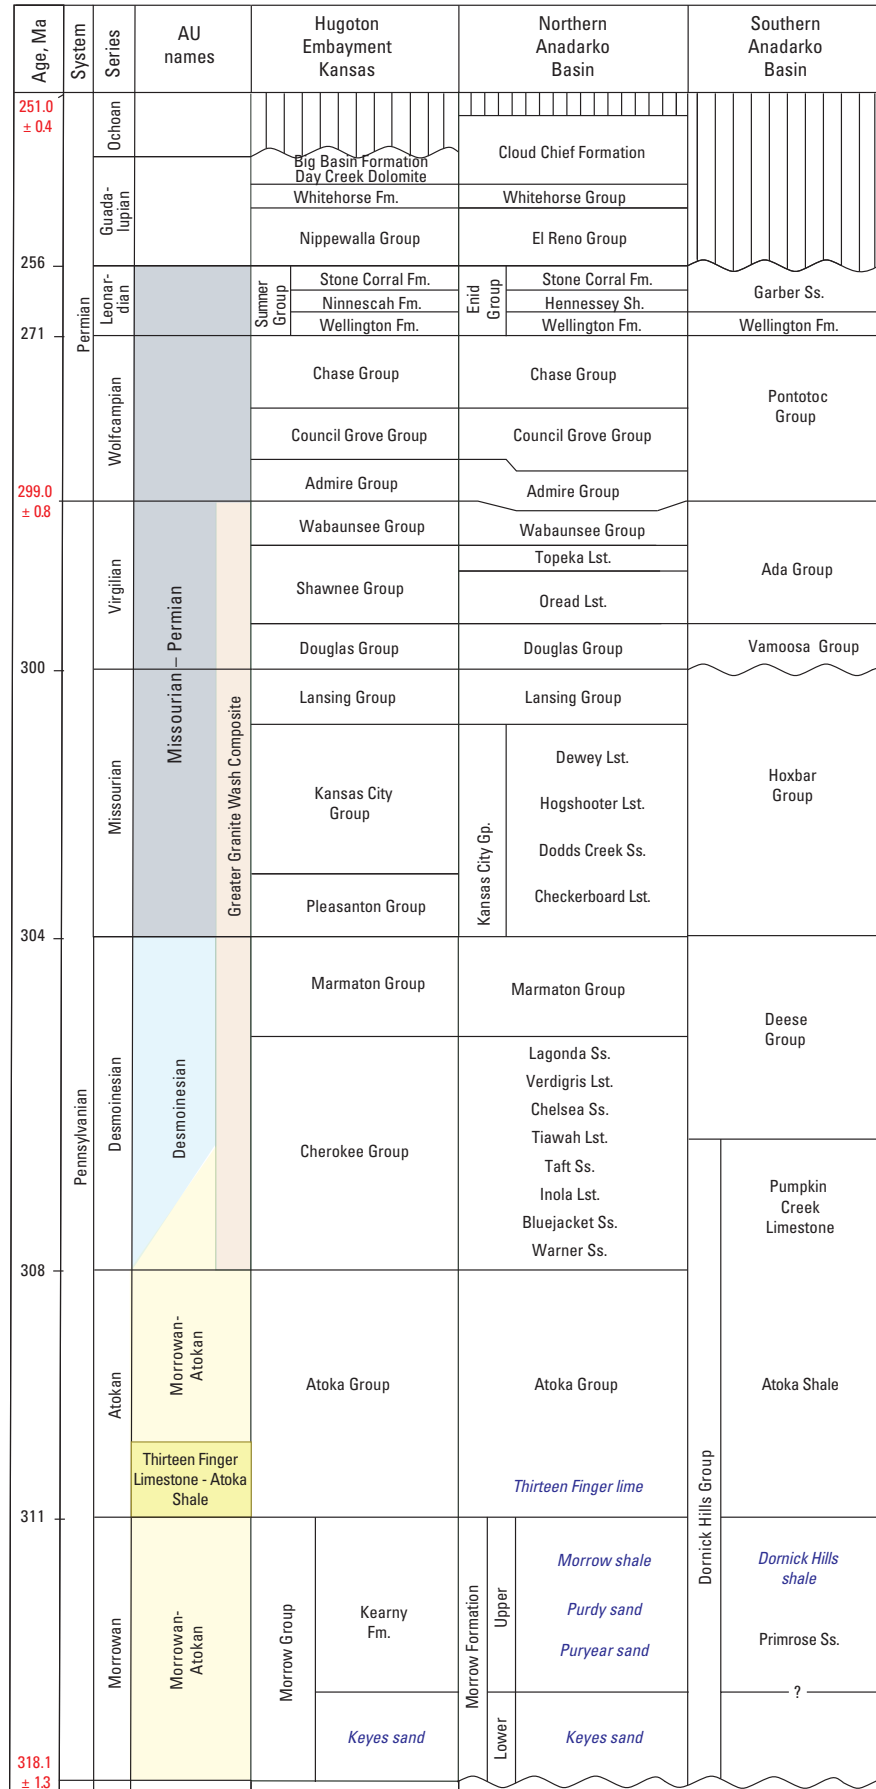 Age, Ma
System
Series
AU
names
Hugoton
Embayment
Kansas
Northern
Anadarko
Basin
Southern
Anadarko
Basin
251.0
± 0.4
256
271
299.0
± 0.8
300
304
308
311
318.1
± 1.3
Permian
Pennsylvanian
Ochoan
Guada-
lupian
Leonar-
dian
Wolfcampian
Virgilian
Missourian
Desmoinesian
Atokan
Morrowan
Missourian – Permian
Greater Granite Wash Composite
Desmoinesian
Morrowan-
Atokan
Thirteen Finger
Limestone - Atoka
Shale
Morrowan-
Atokan
Big Basin Formation
Day Creek Dolomite
Whitehorse Fm.
Nippewalla Group
Sumner
Group
Stone Corral Fm.
Ninnescah Fm.
Wellington Fm.
Chase Group
Council Grove Group
Admire Group
Wabaunsee Group
Shawnee Group
Douglas Group
Lansing Group
Kansas City
Group
Pleasanton Group
Marmaton Group
Cherokee Group
Atoka Group
Morrow Group
Kearny
Fm.
Keyes sand
Cloud Chief Formation
Whitehorse Group
El Reno Group
Enid
Group
Stone Corral Fm.
Hennessey Sh.
Wellington Fm.
Chase Group
Council Grove Group
Admire Group
Wabaunsee Group
Topeka Lst.
Oread Lst.
Douglas Group
Lansing Group
Kansas City Gp.
Dewey Lst.
Hogshooter Lst.
Dodds Creek Ss.
Checkerboard Lst.
Marmaton Group
Lagonda Ss.
Verdigris Lst.
Chelsea Ss.
Tiawah Lst.
Taft Ss.
Inola Lst.
Bluejacket Ss.
Warner Ss.
Atoka Group
Thirteen Finger lime
Morrow Formation
Upper
Morrow shale
Purdy sand
Puryear sand
Lower
Keyes sand
Garber Ss.
Wellington Fm.
Pontotoc
Group
Ada Group
Vamoosa Group
Hoxbar
Group
Deese
Group
Dornick Hills Group
Pumpkin
Creek
Limestone
Atoka Shale
Dornick Hills
shale
Primrose Ss.
?